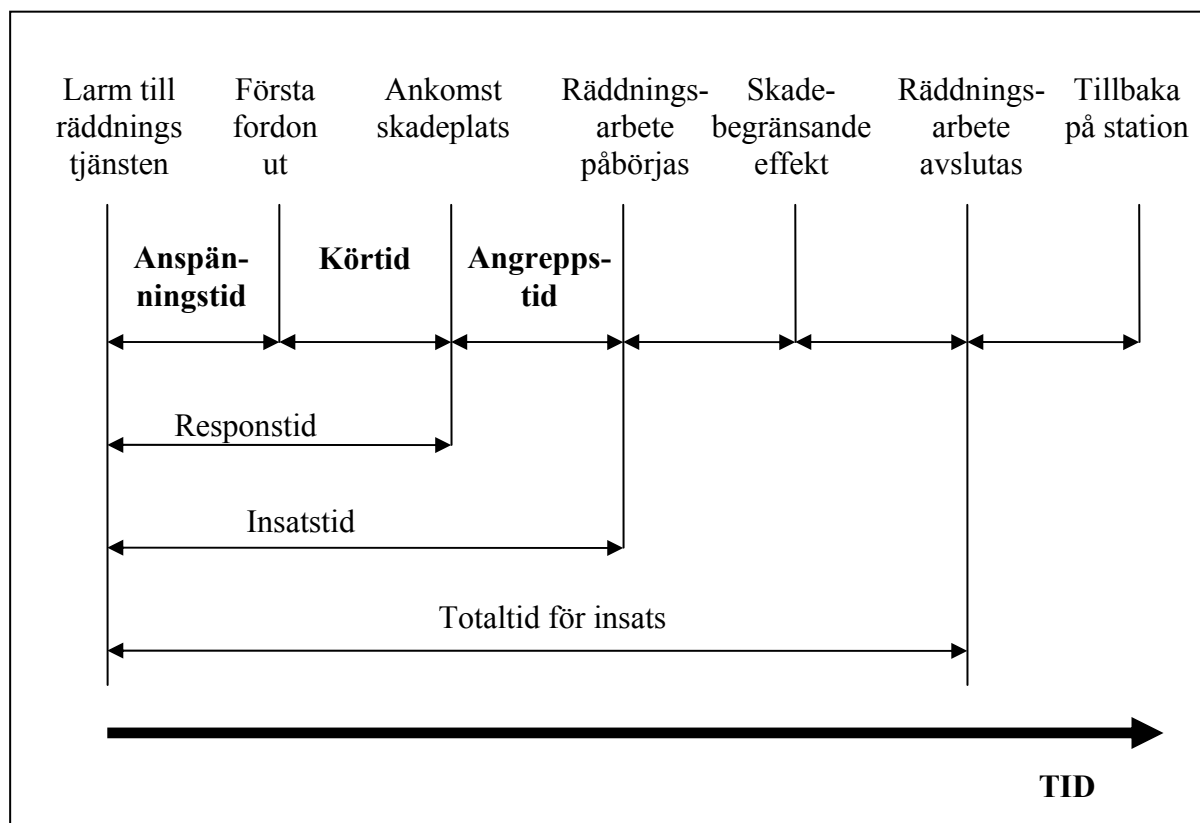 Larm till
räddnings
tjänsten
Första
fordon
ut
Ankomst
skadeplats
Räddnings-
arbete
påbörjas
Skade-
begränsande
effekt
Räddnings-
arbete
avslutas
Tillbaka
på station
Anspän-
ningstid
Körtid
Angrepps-
tid
Responstid
Insatstid
Totaltid för insats
TID